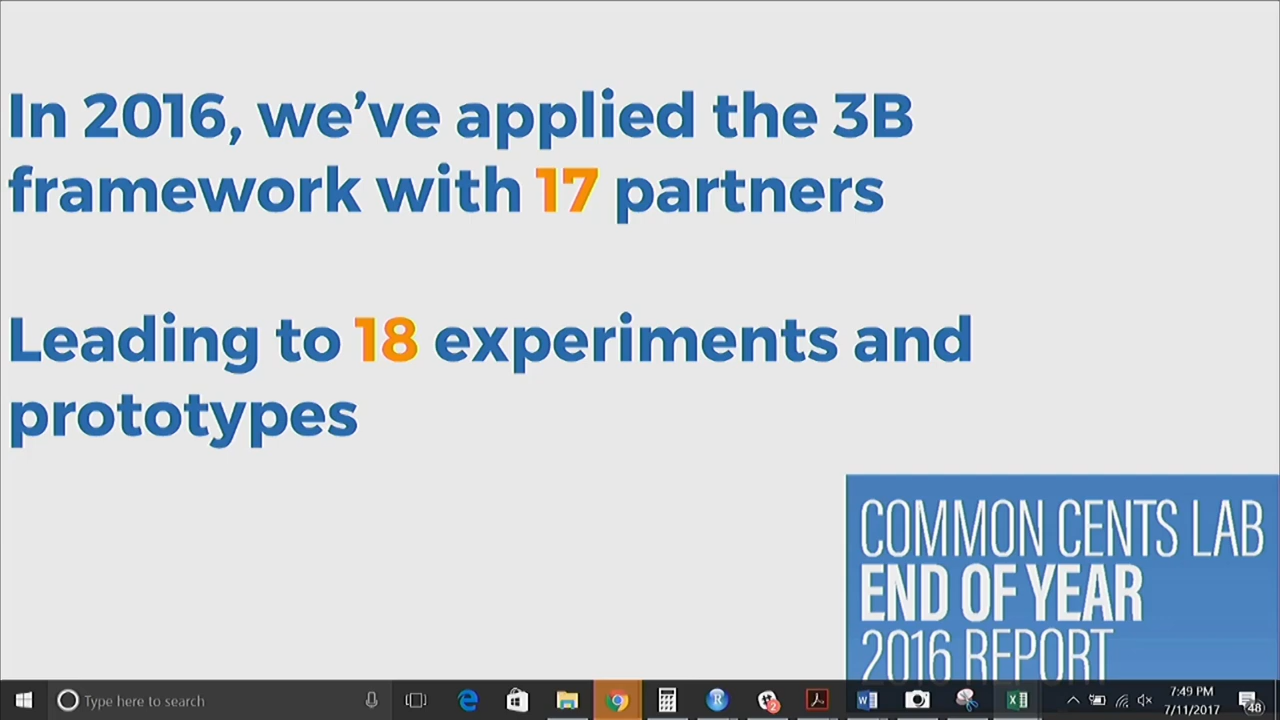 In 2016, we've applied the 3B
framework with 17 partners
Leading to 18 experiments and
prototypes
COMMON CENTS LAB
END OF YEAR
2016 REPORT
Type here to search
7:49 PM
7/11/2017
48